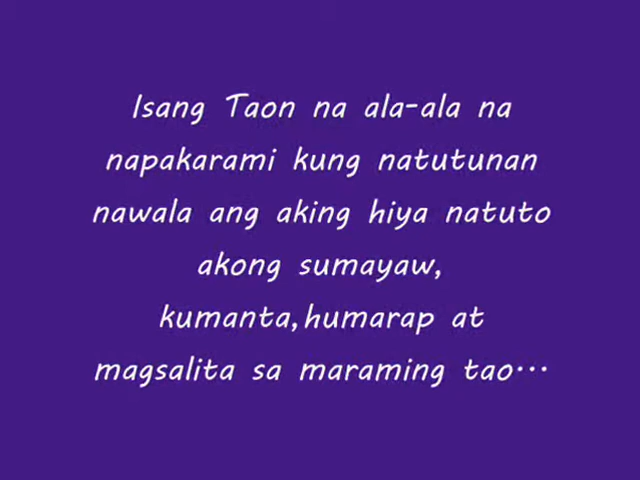 Isang Taon na ala-ala na
napakarami kung natutunan
nawala ang aking hiya natuto
akong sumayaw,
kumanta,humarap at
magsalita sa maraming tao...